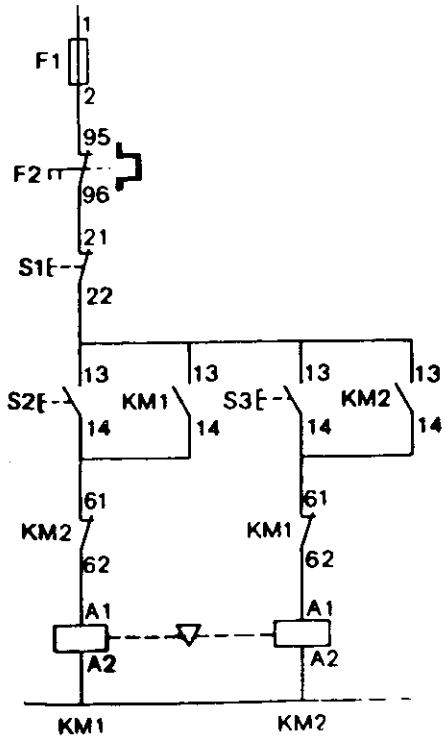 1
F1
2
95
F2
96
21
S1
22
13 13 13 13
S2 KM1 S3 KM2
14 14 14 14
61 61
KM2 KM1
62 62
A1 A1
A2 A2
KM1 KM2